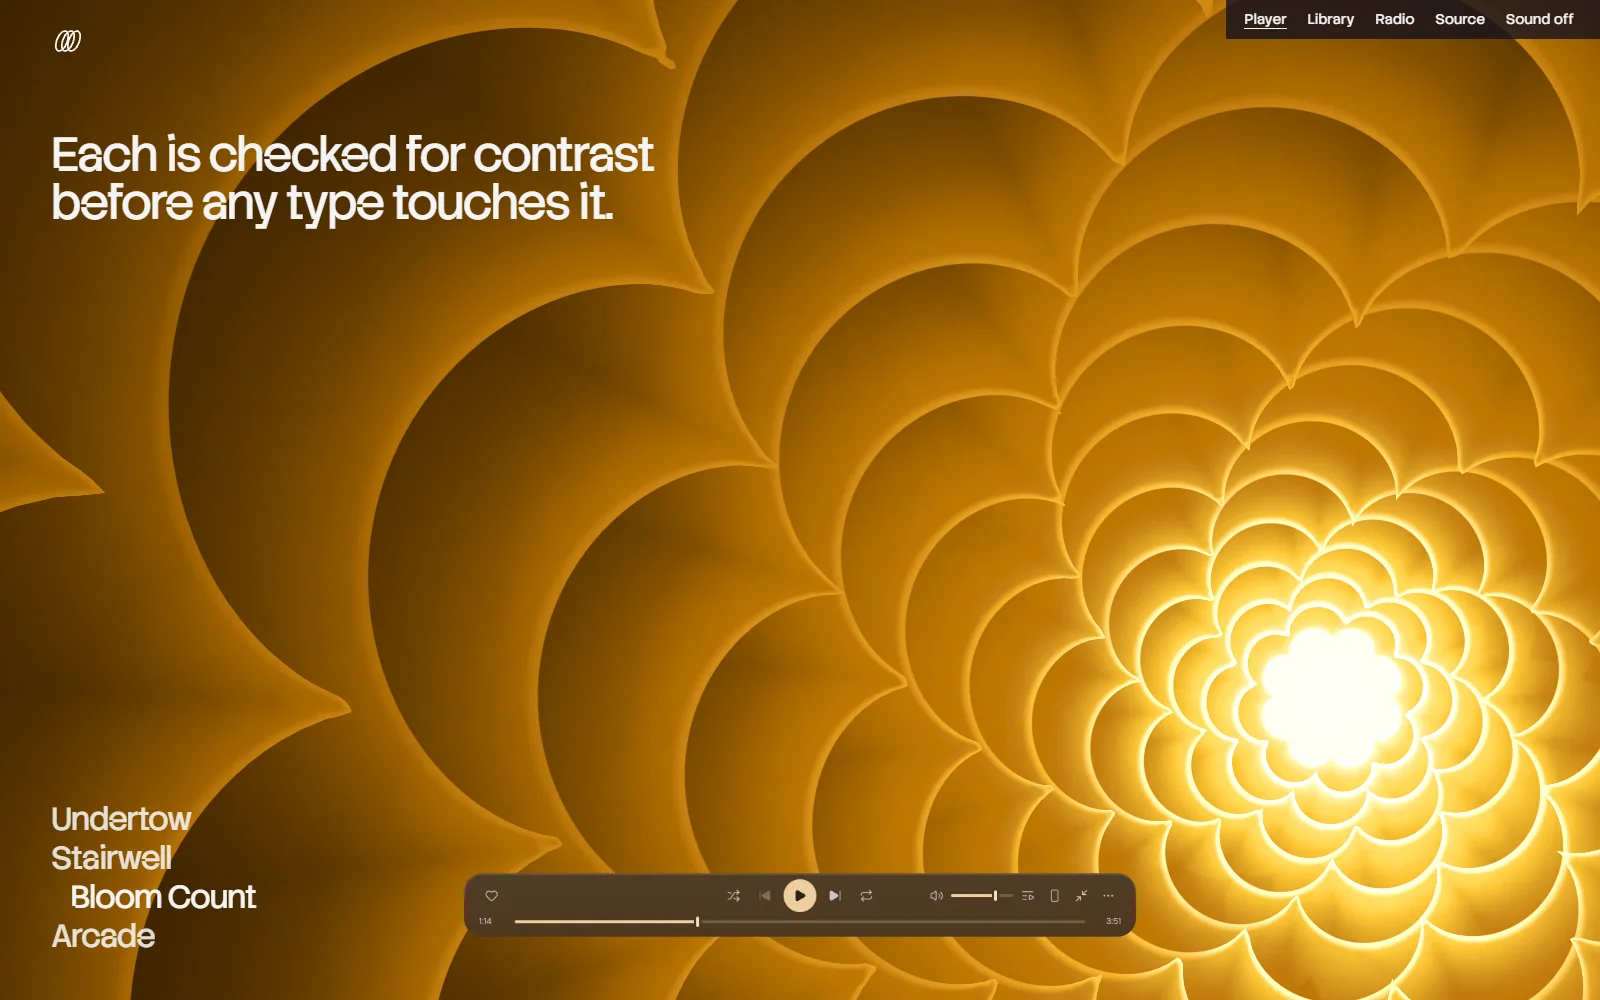 Player Library Radio Source Sound off
Each is checked for contrast
before any type touches it.
Undertow
Stairwell
Bloom Count
Arcade
1:14
3:51